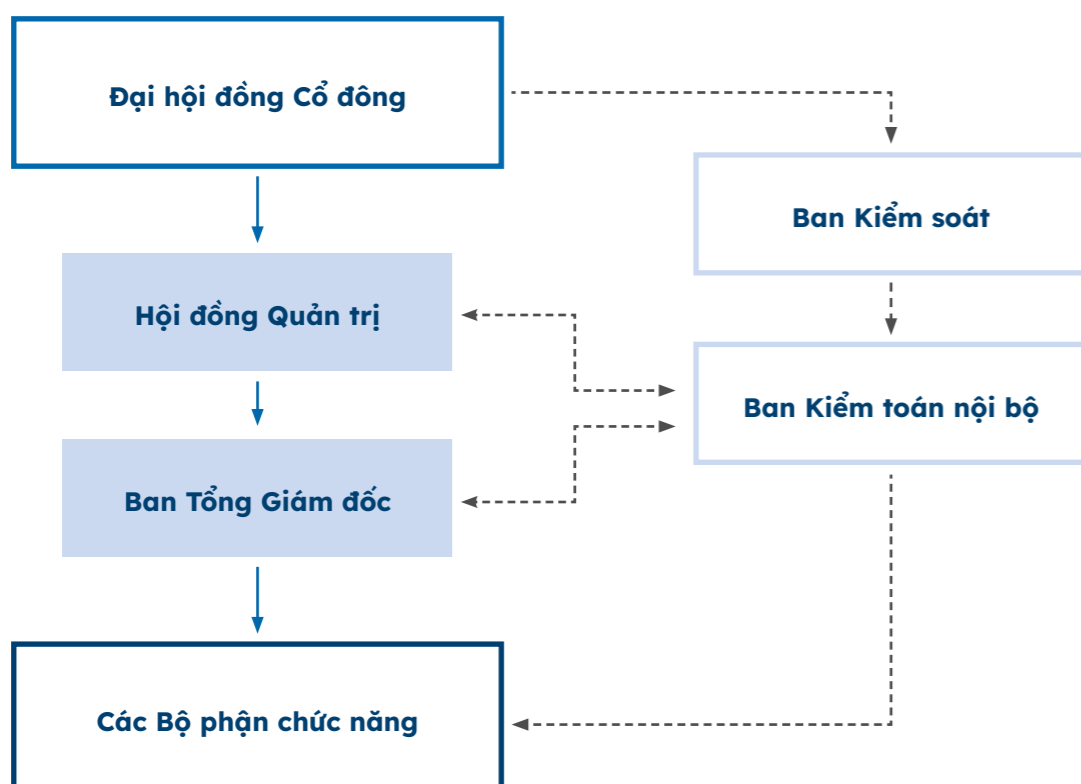 Đại hội đồng Cổ đông
Ban Kiểm soát
Hội đồng Quản trị
Ban Kiểm toán nội bộ
Ban Tổng Giám đốc
Các Bộ phận chức năng